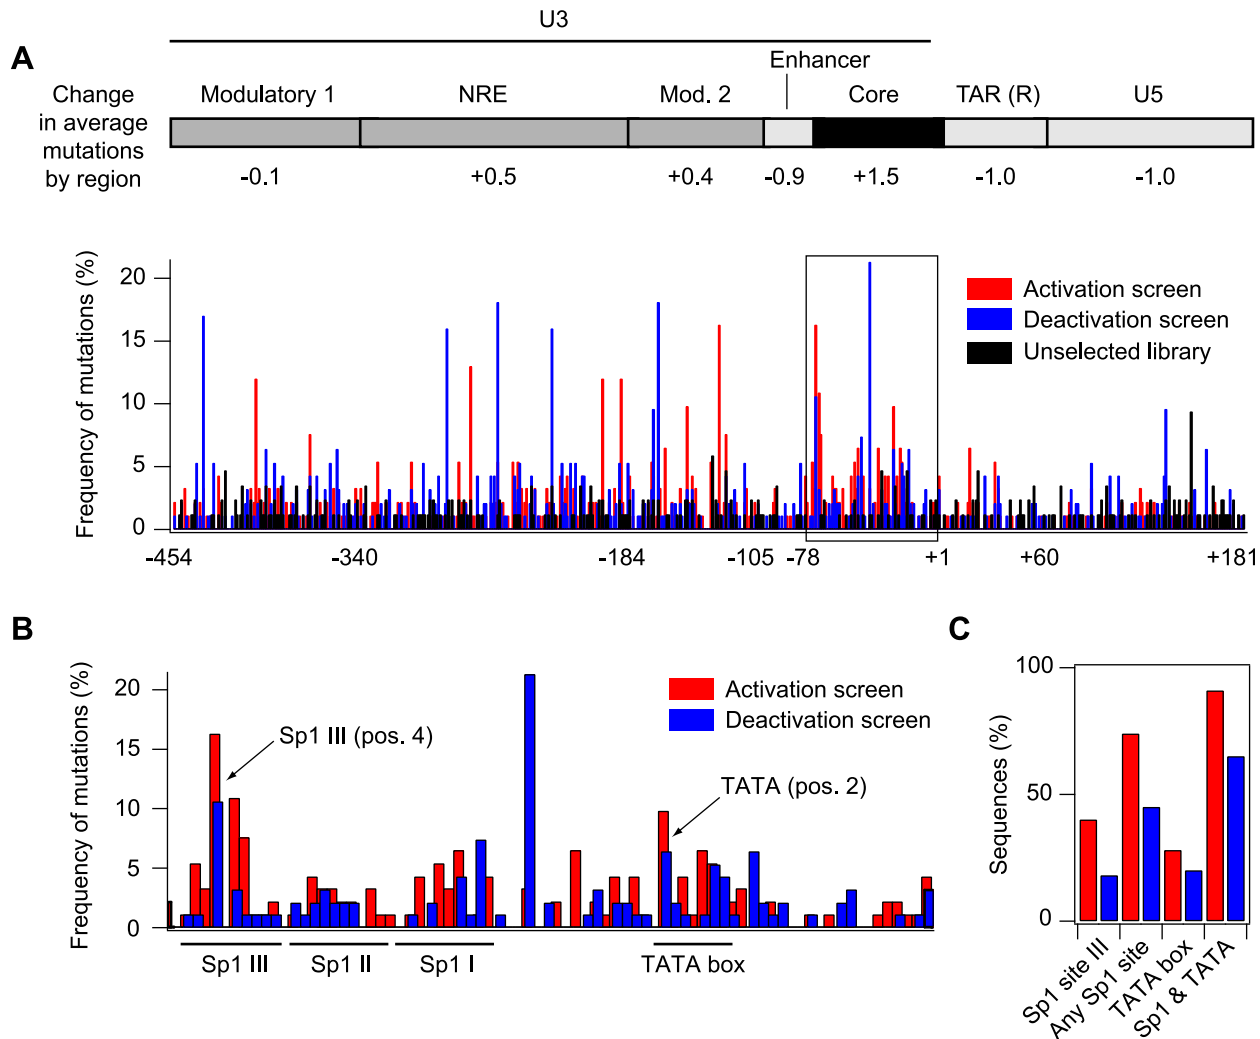 U3
A
Enhancer
Change
in average
mutations
by region
Modulatory 1
NRE
Mod. 2
Core
TAR (R)
U5
-0.1
+0.5
+0.4
-0.9
+1.5
-1.0
-1.0
Frequency of mutations (%)
20
15
10
5
0
Activation screen
Deactivation screen
Unselected library
-454
-340
-184
-105
-78
+1
+60
+181
B
Frequency of mutations (%)
20
15
10
5
0
Activation screen
Deactivation screen
Sp1 III (pos. 4)
TATA (pos. 2)
Sp1 III
Sp1 II
Sp1 I
TATA box
C
Sequences (%)
100
50
0
Sp1 site III
Any Sp1 site
TATA box
Sp1 & TATA